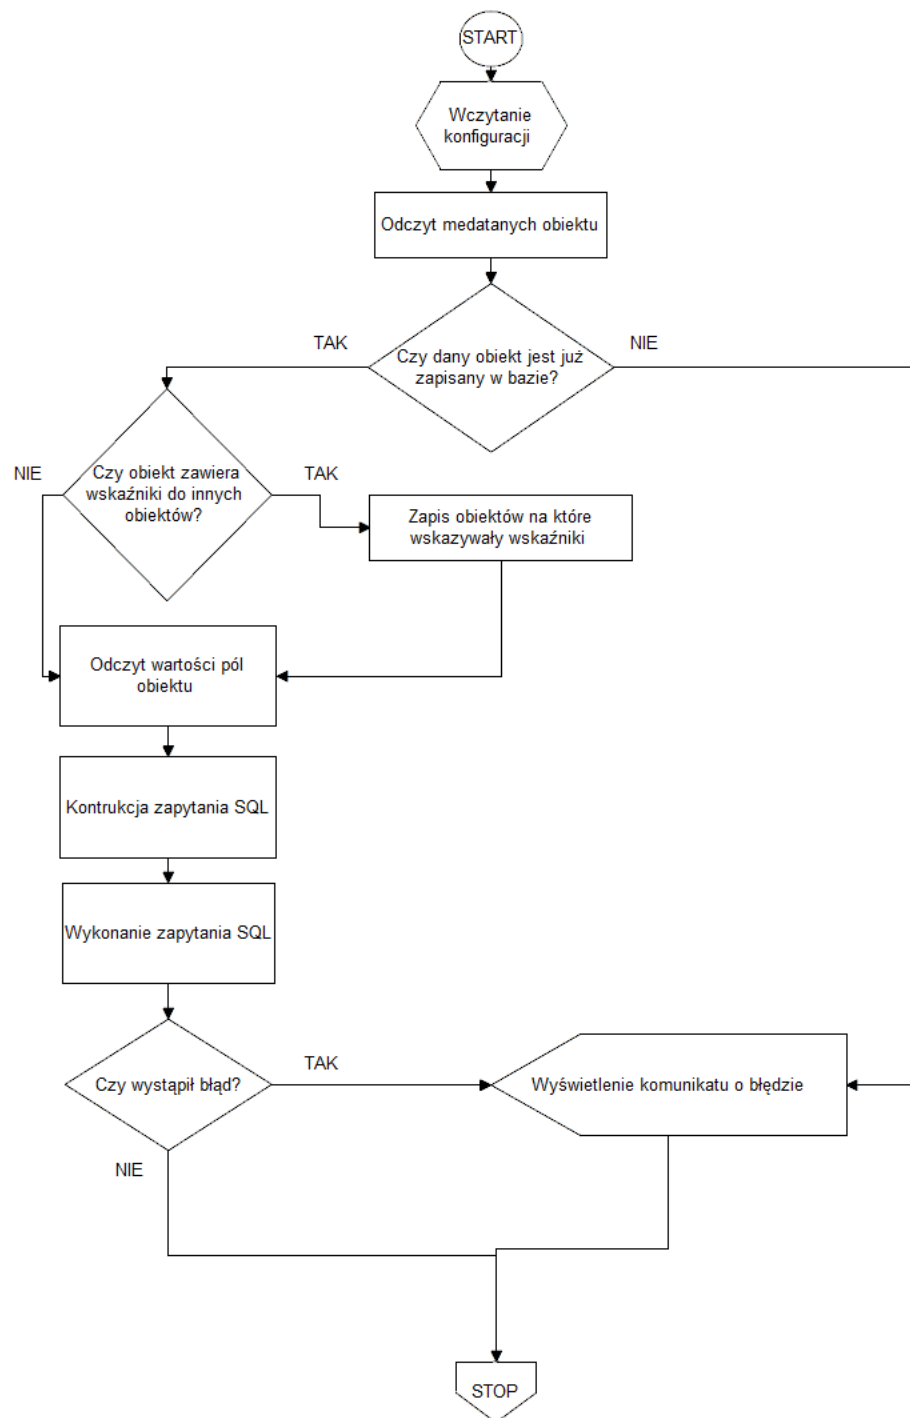 START
Wczytanie
konfiguracji
Odczyt medatanych obiektu
TAK
NIE
Czy dany obiekt jest już
zapisany w bazie?
NIE
Czy obiekt zawiera
wskaźniki do innych
obiektów?
TAK
Zapis obiektów na które
wskazywały wskaźniki
Odczyt wartości pól
obiektu
Kontrukcja zapytania SQL
Wykonanie zapytania SQL
Czy wystąpił błąd?
TAK
Wyświetlenie komunikatu o błędzie
NIE
STOP